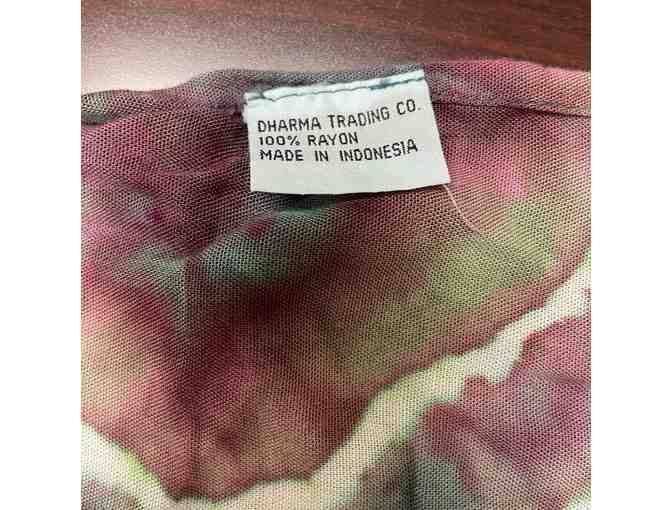 DHARMA TRADING CO.
100% RAYON
MADE IN INDONESIA